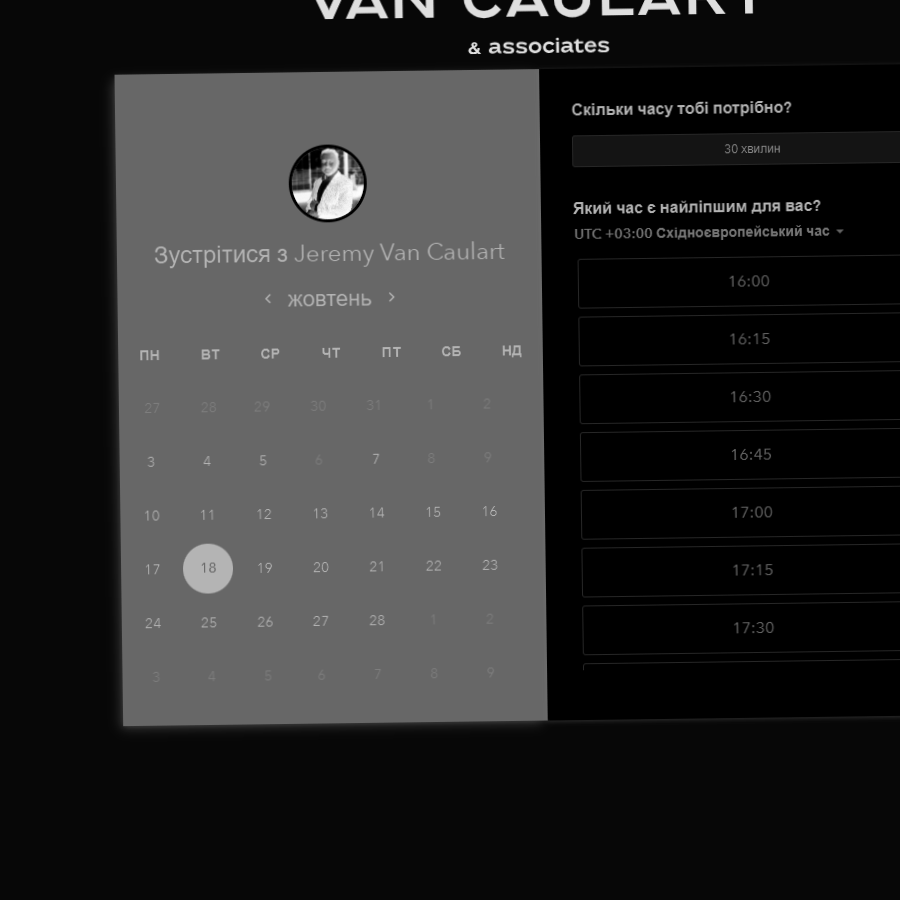 VAN CAULART
& associates
Зустрітися з Jeremy Van Caulart
жовтень
ПН ВТ СР ЧТ ПТ СБ НД
27 28 29 30 31 1 2
3 4 5 6 7 8 9
10 11 12 13 14 15 16
17 18 19 20 21 22 23
24 25 26 27 28 1 2
3 4 5 6 7 8 9
Скільки часу тобі потрібно?
30 хвилин
Який час є найліпшим для вас?
UTC +03:00 Східноєвропейський час
16:00
16:15
16:30
16:45
17:00
17:15
17:30